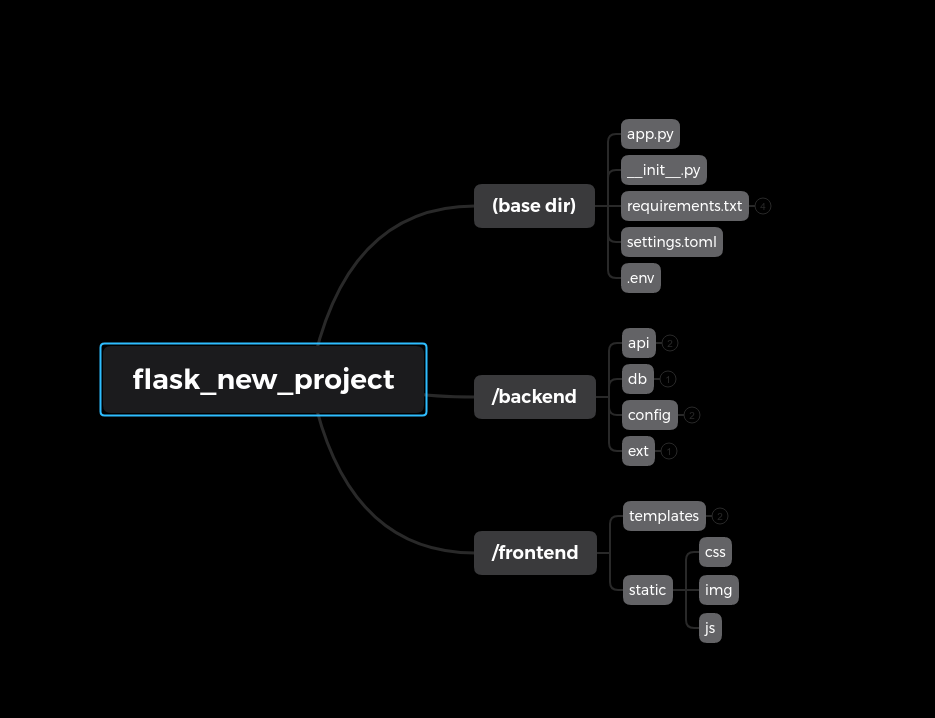 flask_new_project
(base dir)
app.py
__init__.py
requirements.txt 4
settings.toml
.env
/backend
api 2
db 1
config 2
ext 1
/frontend
templates 2
static
css
img
js